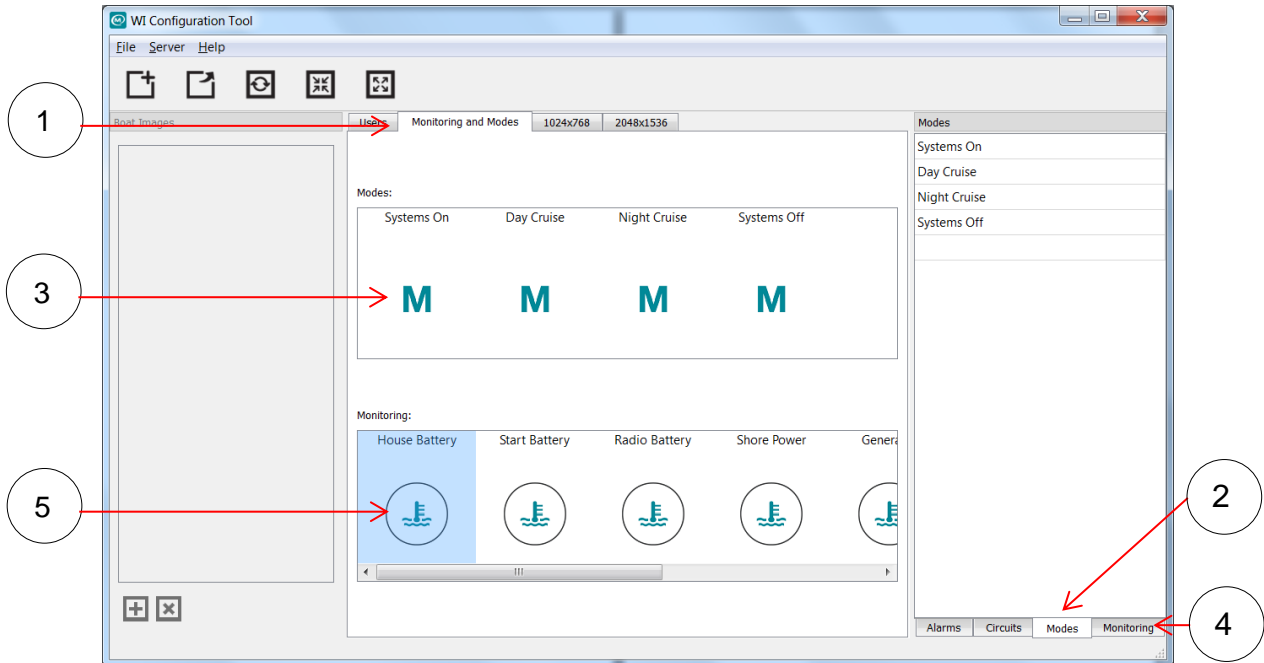 WI Configuration Tool
File Server Help
1
Boat Images
Users Monitoring and Modes 1024x768 2048x1536
Modes
Systems On
Day Cruise
Night Cruise
Systems Off
Modes:
Systems On Day Cruise Night Cruise Systems Off
3
M M M M
Monitoring:
House Battery Start Battery Radio Battery Shore Power Genera
5
2
Alarms Circuits Modes Monitoring
4